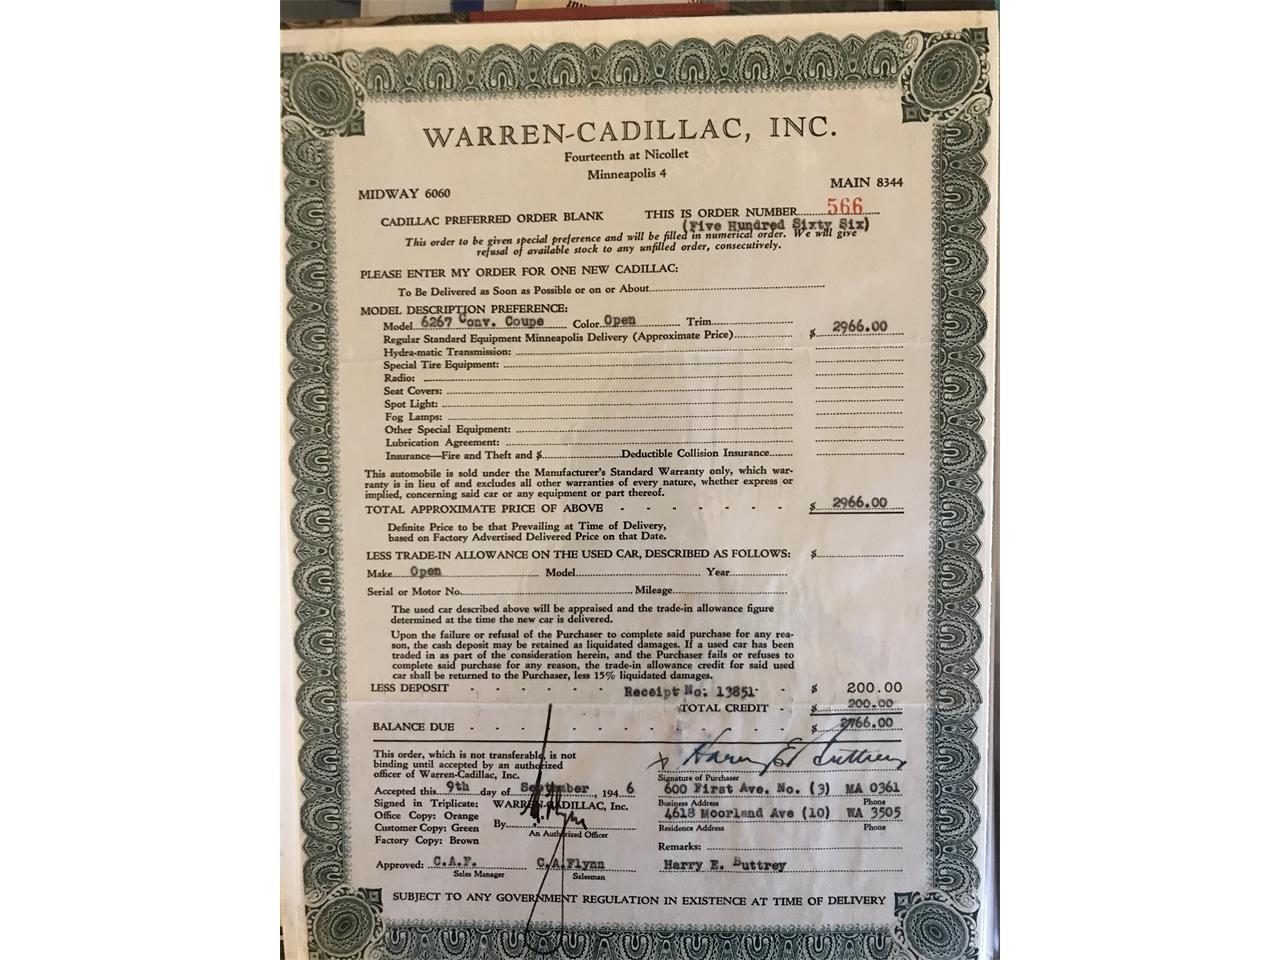 WARREN-CADILLAC, INC.
Fourteenth at Nicollet
Minneapolis 4
MIDWAY 6060
MAIN 8344
CADILLAC PREFERRED ORDER BLANK THIS IS ORDER NUMBER 566
(Five Hundred Sixty Six)
This order to be given special preference and will be filled in numerical order. We will give
refusal of available stock to any unfilled order, consecutively.
PLEASE ENTER MY ORDER FOR ONE NEW CADILLAC:
To Be Delivered as Soon as Possible or on or About
MODEL DESCRIPTION PREFERENCE:
Model 6267 Conv. Coupe Color Open Trim
Regular Standard Equipment Minneapolis Delivery (Approximate Price) $ 2966.00
Hydra-matic Transmission:
Special Tire Equipment:
Radio:
Seat Covers:
Spot Light:
Fog Lamps:
Other Special Equipment:
Lubrication Agreement:
Insurance—Fire and Theft and $ Deductible Collision Insurance
This automobile is sold under the Manufacturer's Standard Warranty only, which war-
ranty is in lieu of and excludes all other warranties of every nature, whether express or
implied, concerning said car or any equipment or part thereof.
TOTAL APPROXIMATE PRICE OF ABOVE - - - - - - - $ 2966.00
Definite Price to be that Prevailing at Time of Delivery,
based on Factory Advertised Delivered Price on that Date.
LESS TRADE-IN ALLOWANCE ON THE USED CAR, DESCRIBED AS FOLLOWS: $
Make Open Model Year
Serial or Motor No. Mileage
The used car described above will be appraised and the trade-in allowance figure
determined at the time the new car is delivered.
Upon the failure or refusal of the Purchaser to complete said purchase for any rea-
son, the cash deposit may be retained as liquidated damages. If a used car has been
traded in as part of the consideration herein, and the Purchaser fails or refuses to
complete said purchase for any reason, the trade-in allowance credit for said used
car shall be returned to the Purchaser, less 15% liquidated damages.
LESS DEPOSIT - - - - - Receipt No: 13851 - - $ 200.00
TOTAL CREDIT - $ 200.00
BALANCE DUE - - - - - - - - - - - - $ 2766.00
This order, which is not transferable, is not
binding until accepted by an authorized
officer of Warren-Cadillac, Inc.
Harry E Buttrey
Signature of Purchaser
Accepted this 9th day of September, 194 6
600 First Ave. No. (3) MA 0361
Business Address Phone
Signed in Triplicate: WARREN-CADILLAC, Inc.
4618 Moorland Ave (10) WA 3505
Residence Address Phone
Office Copy: Orange
Customer Copy: Green By
Factory Copy: Brown An Authorized Officer
Remarks:
Approved: C.A.F. C.A.Flynn Harry E. Buttrey
Sales Manager Salesman
SUBJECT TO ANY GOVERNMENT REGULATION IN EXISTENCE AT TIME OF DELIVERY